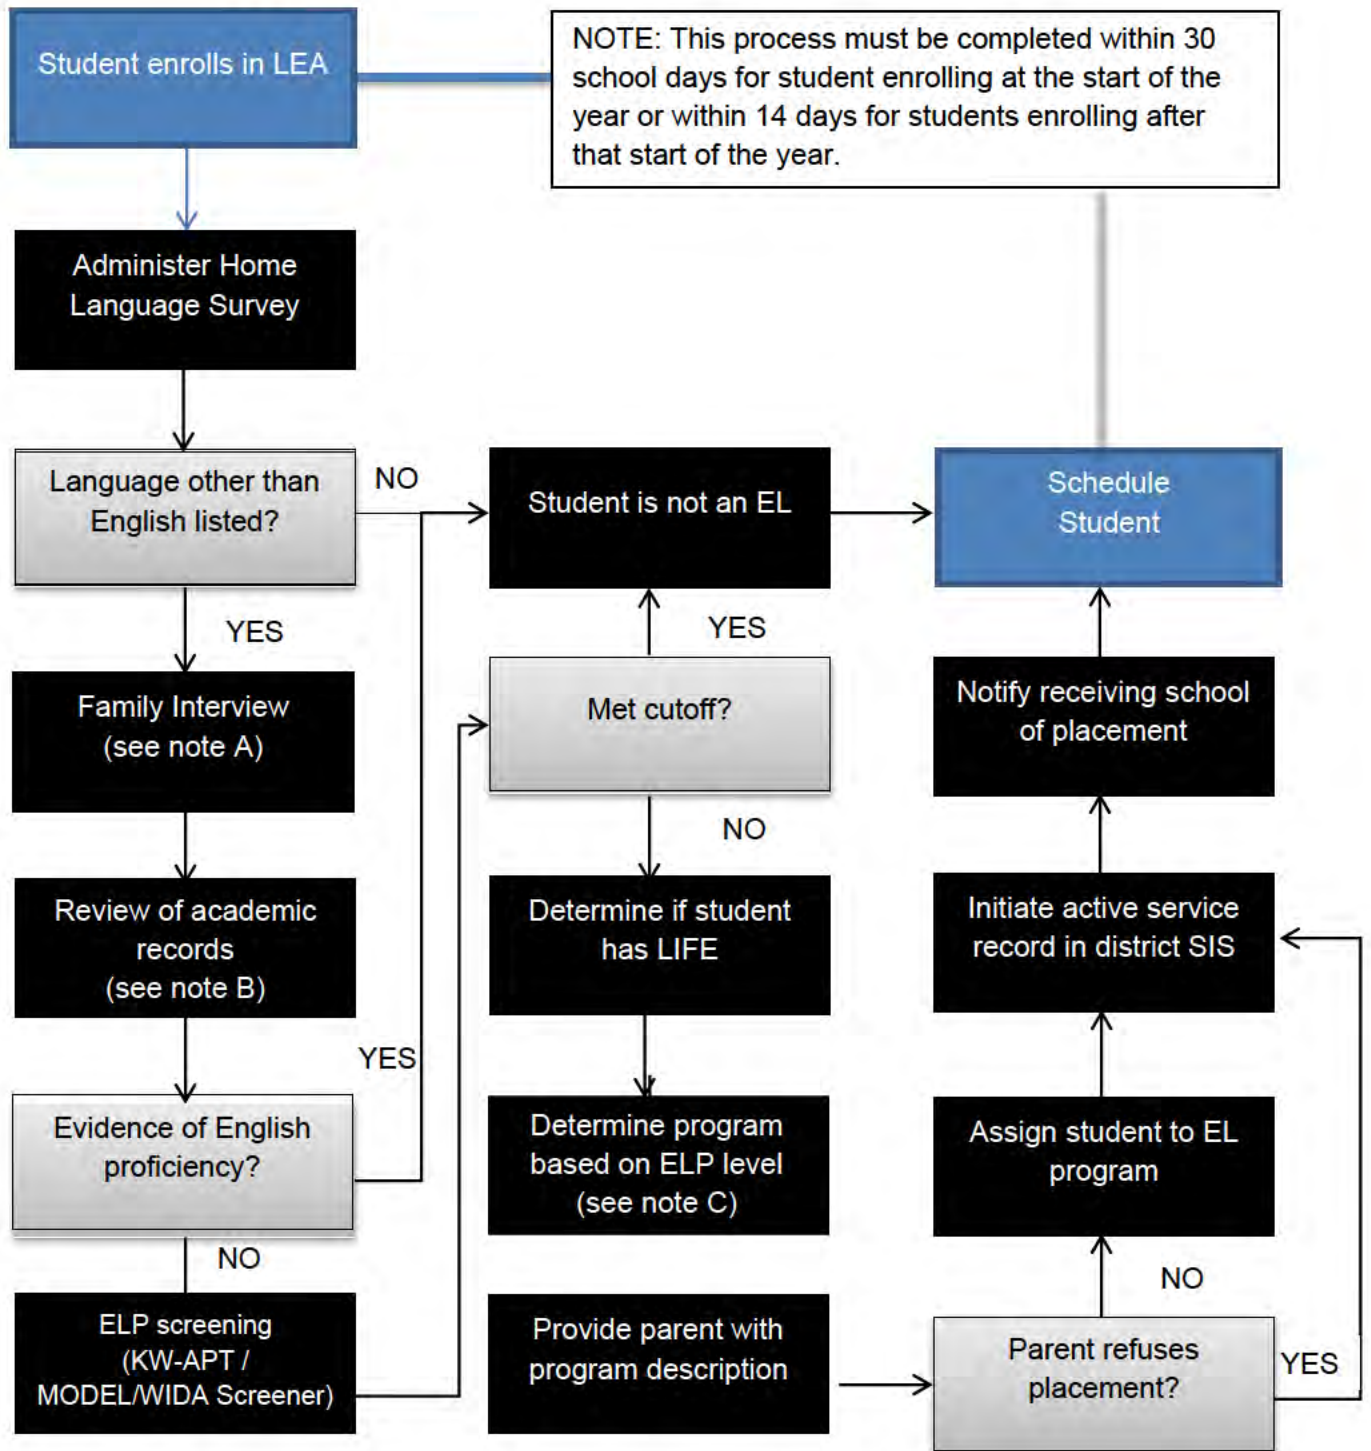 Student enrolls in LEA
NOTE: This process must be completed within 30
school days for student enrolling at the start of the
year or within 14 days for students enrolling after
that start of the year.
Administer Home
Language Survey
Language other than
English listed?
NO
Student is not an EL
Schedule
Student
YES
YES
Family Interview
(see note A)
Met cutoff?
Notify receiving school
of placement
NO
Review of academic
records
(see note B)
Determine if student
has LIFE
Initiate active service
record in district SIS
YES
Evidence of English
proficiency?
Determine program
based on ELP level
(see note C)
Assign student to EL
program
NO
NO
ELP screening
(KW-APT /
MODEL/WIDA Screener)
Provide parent with
program description
Parent refuses
placement?
YES